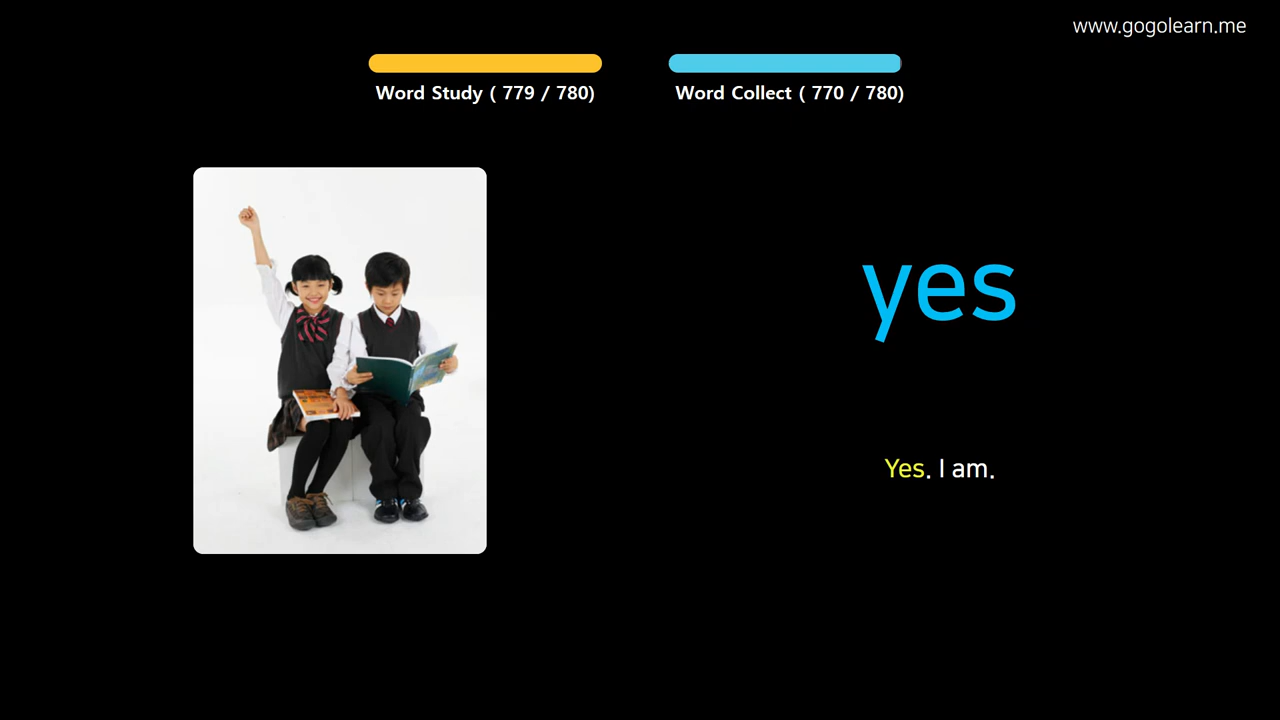 www.gogolearn.me
Word Study ( 779 / 780)
Word Collect ( 770 / 780)
yes
Yes. I am.